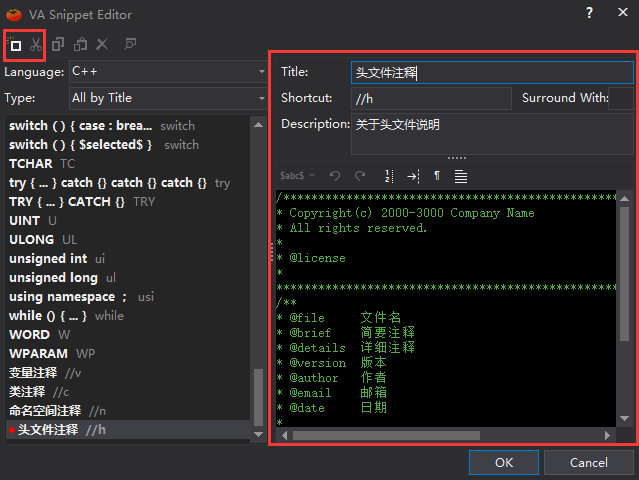 VA Snippet Editor
?
Language: C++
Type: All by Title
switch ( ) { case : brea... switch
switch ( ) { $selected$ } switch
TCHAR TC
try { ... } catch {} catch {} catch {} try
TRY { ... } CATCH {} TRY
UINT U
ULONG UL
unsigned int ui
unsigned long ul
using namespace ; usi
while () { ... } while
WORD W
WPARAM WP
变量注释 //v
类注释 //c
命名空间注释 //n
头文件注释 //h
Title: 头文件注释
Shortcut: //h Surround With:
Description: 关于头文件说明
$abc$
/************************************************
* Copyright(c) 2000-3000 Company Name
* All rights reserved.
*
* @license
*
*************************************************
/**
* @file 文件名
* @brief 简要注释
* @details 详细注释
* @version 版本
* @author 作者
* @email 邮箱
* @date 日期
*
OK Cancel